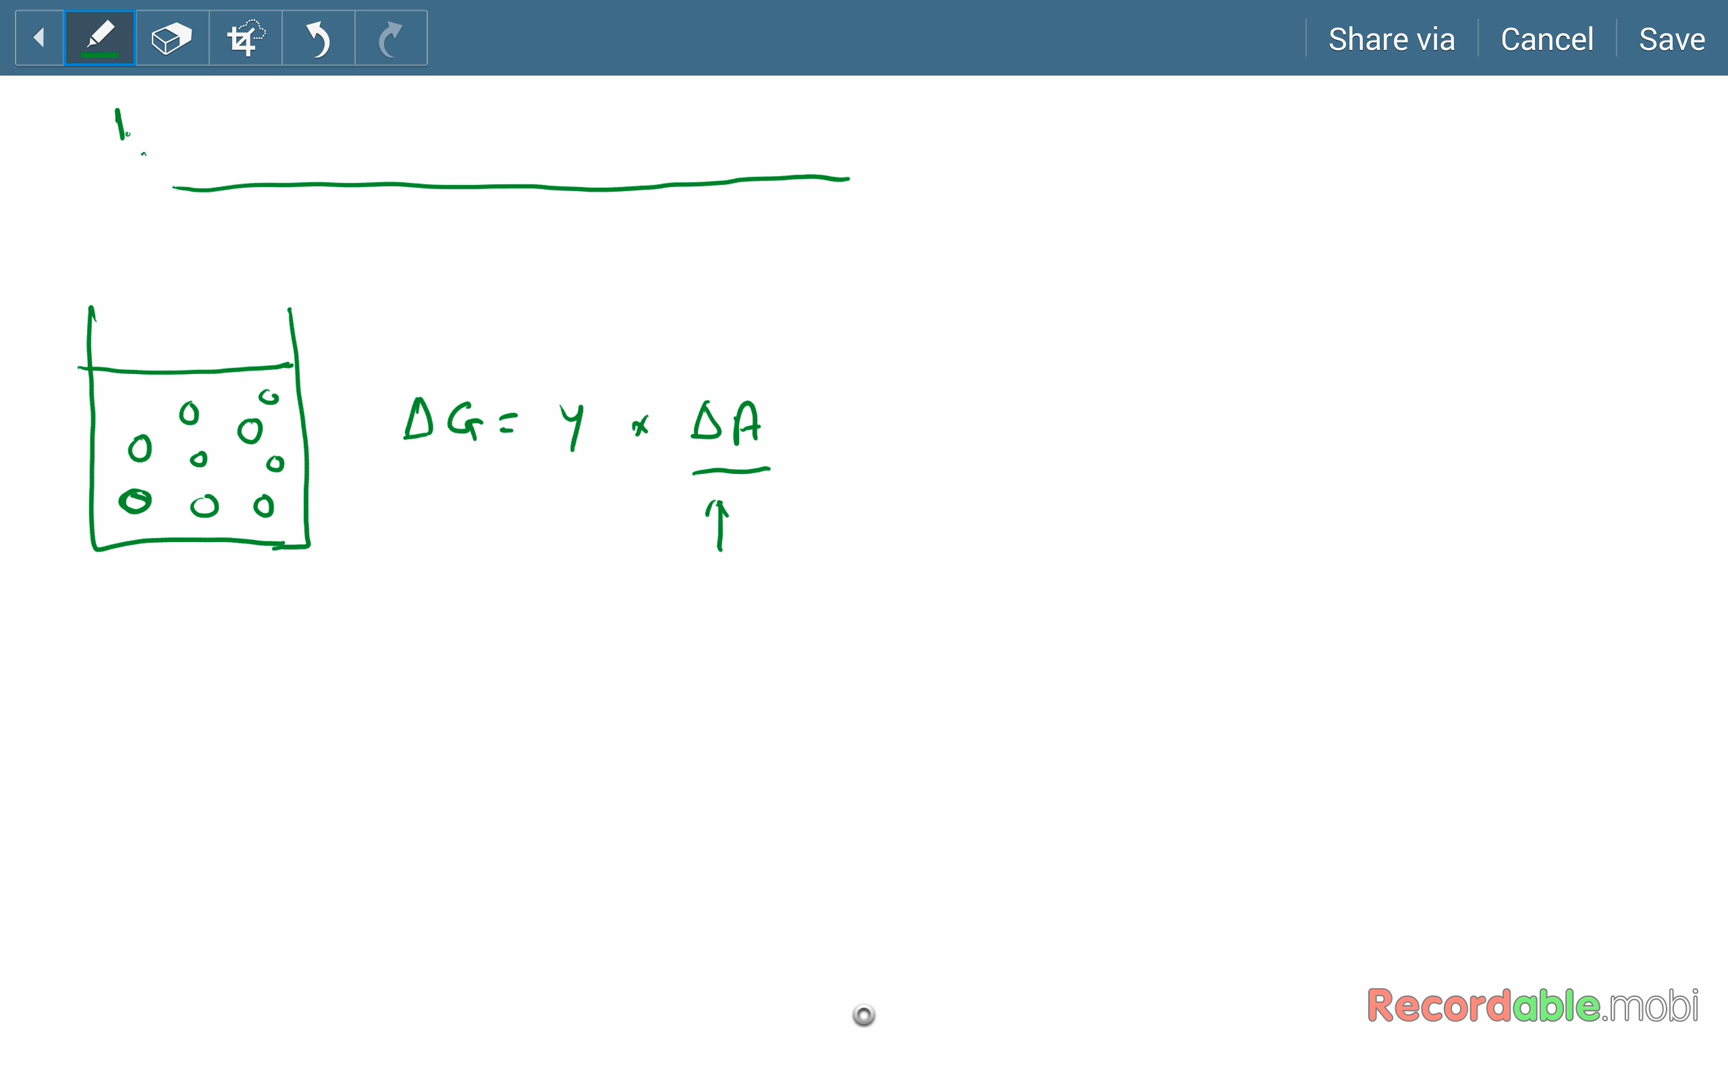 Share via Cancel Save
1.
ΔG = γ × ΔA
↑
Recordable.mobi